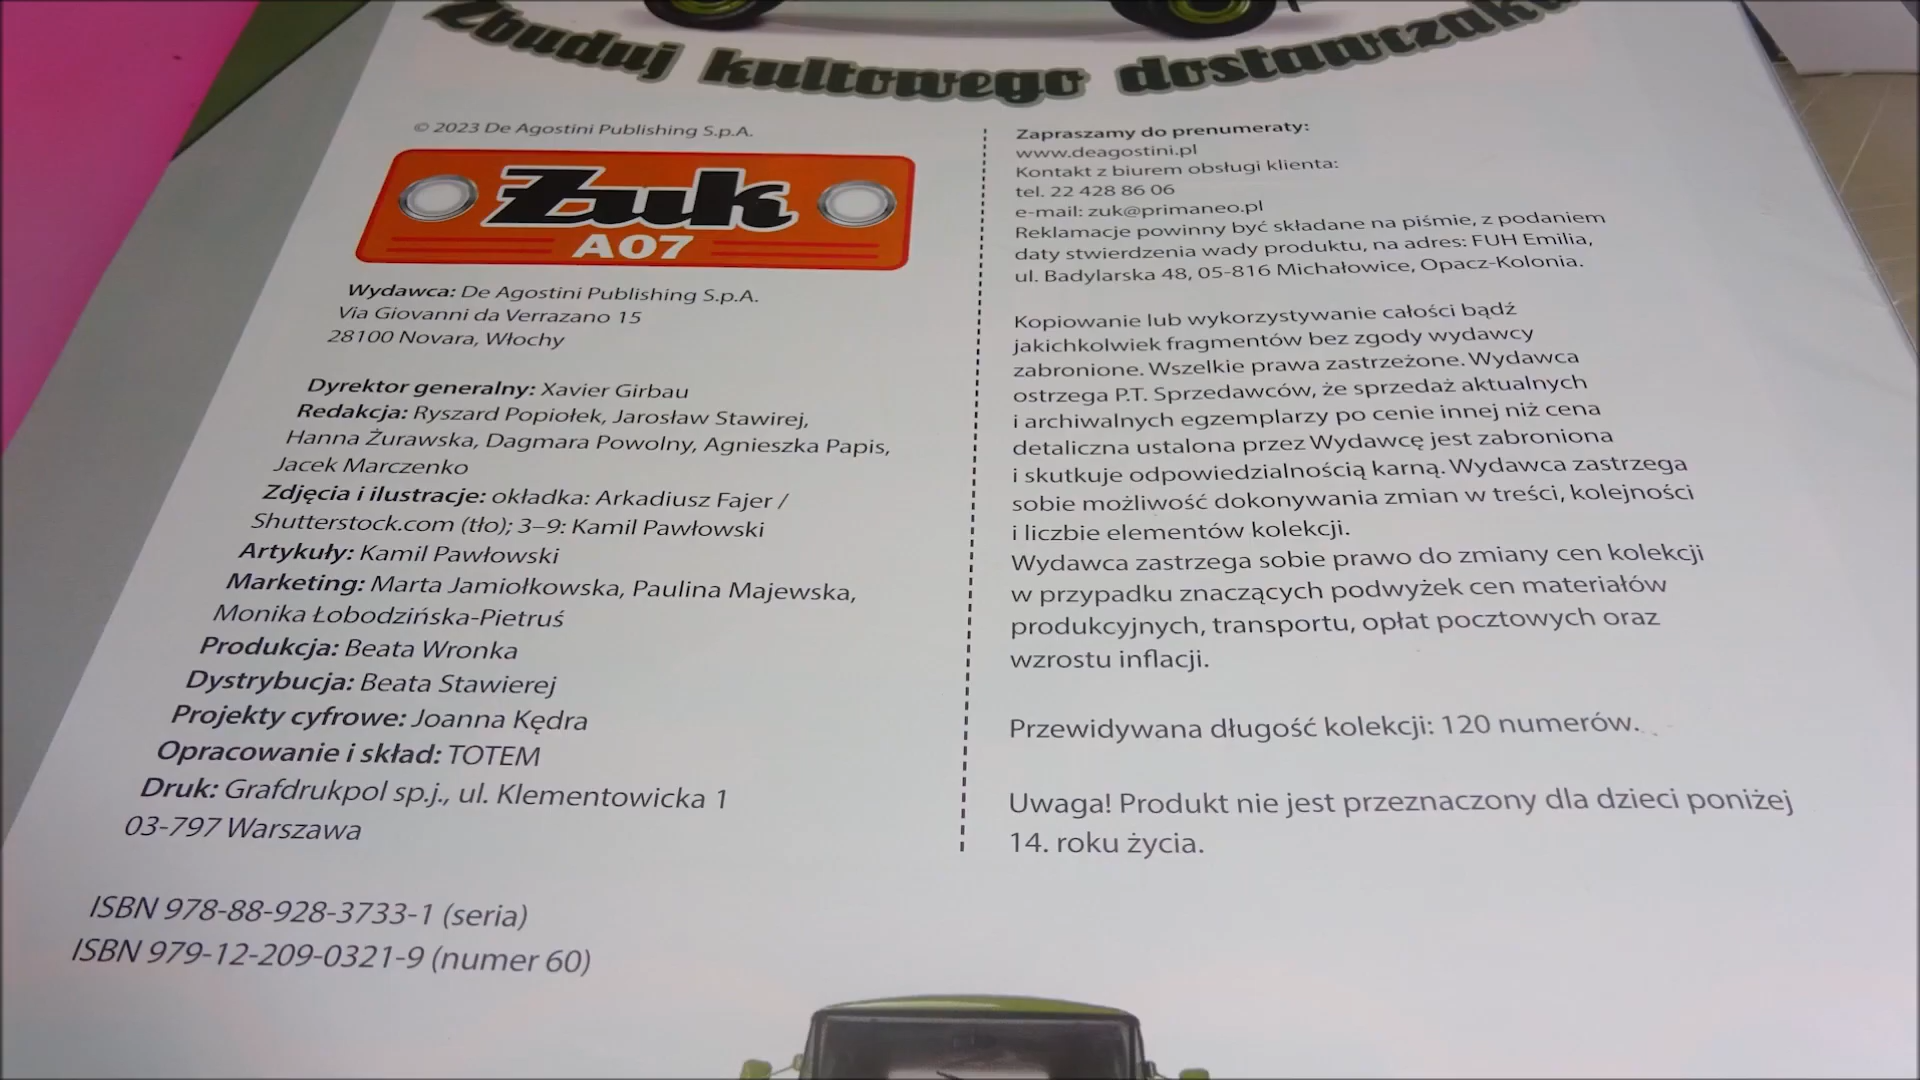 Zbuduj kultowego dostawczaka
© 2023 De Agostini Publishing S.p.A.
Żuk
A07
Wydawca: De Agostini Publishing S.p.A.
Via Giovanni da Verrazano 15
28100 Novara, Włochy
Dyrektor generalny: Xavier Girbau
Redakcja: Ryszard Popiołek, Jarosław Stawirej,
Hanna Żurawska, Dagmara Powolny, Agnieszka Papis,
Jacek Marczenko
Zdjęcia i ilustracje: okładka: Arkadiusz Fajer /
Shutterstock.com (tło); 3–9: Kamil Pawłowski
Artykuły: Kamil Pawłowski
Marketing: Marta Jamiołkowska, Paulina Majewska,
Monika Łobodzińska-Pietruś
Produkcja: Beata Wronka
Dystrybucja: Beata Stawierej
Projekty cyfrowe: Joanna Kędra
Opracowanie i skład: TOTEM
Druk: Grafdrukpol sp.j., ul. Klementowicka 1
03-797 Warszawa
ISBN 978-88-928-3733-1 (seria)
ISBN 979-12-209-0321-9 (numer 60)
Zapraszamy do prenumeraty:
www.deagostini.pl
Kontakt z biurem obsługi klienta:
tel. 22 428 86 06
e-mail: zuk@primaneo.pl
Reklamacje powinny być składane na piśmie, z podaniem
daty stwierdzenia wady produktu, na adres: FUH Emilia,
ul. Badylarska 48, 05-816 Michałowice, Opacz-Kolonia.
Kopiowanie lub wykorzystywanie całości bądź
jakichkolwiek fragmentów bez zgody wydawcy
zabronione. Wszelkie prawa zastrzeżone. Wydawca
ostrzega P.T. Sprzedawców, że sprzedaż aktualnych
i archiwalnych egzemplarzy po cenie innej niż cena
detaliczna ustalona przez Wydawcę jest zabroniona
i skutkuje odpowiedzialnością karną. Wydawca zastrzega
sobie możliwość dokonywania zmian w treści, kolejności
i liczbie elementów kolekcji.
Wydawca zastrzega sobie prawo do zmiany cen kolekcji
w przypadku znaczących podwyżek cen materiałów
produkcyjnych, transportu, opłat pocztowych oraz
wzrostu inflacji.
Przewidywana długość kolekcji: 120 numerów.
Uwaga! Produkt nie jest przeznaczony dla dzieci poniżej
14. roku życia.